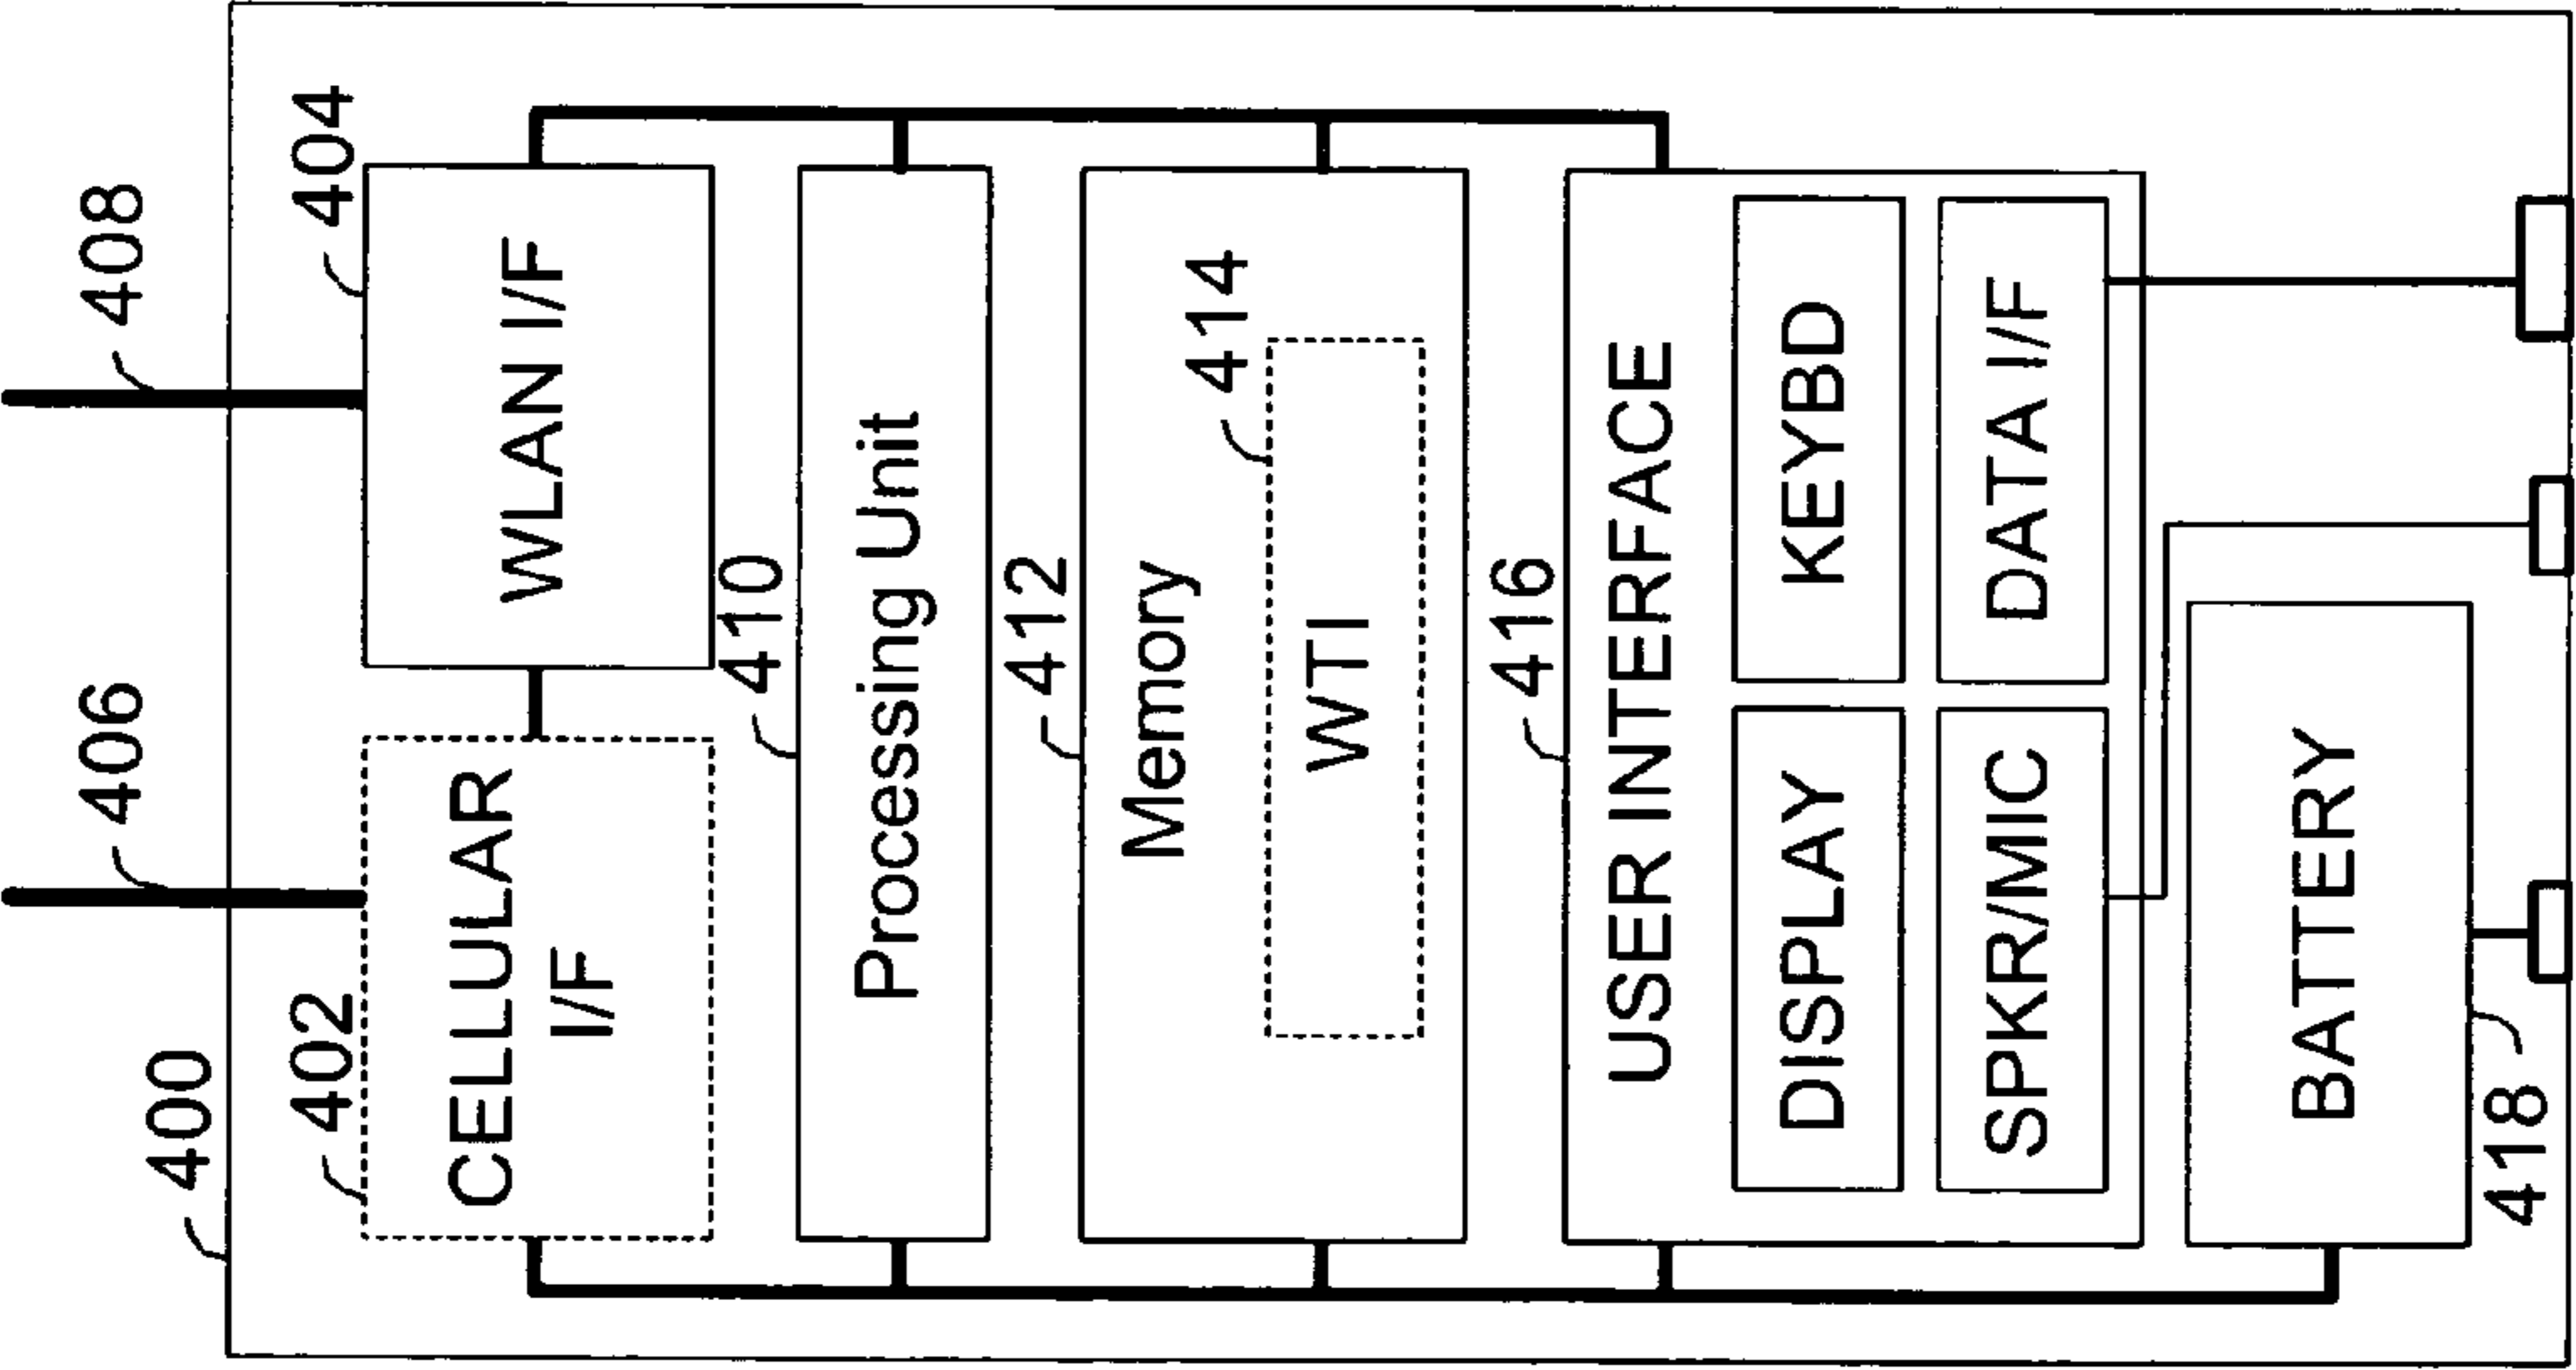 406
408
400
402
404
CELLULAR
I/F
WLAN I/F
410
Processing Unit
412
Memory
414
WTI
416
USER INTERFACE
DISPLAY
KEYBD
SPKR/MIC
DATA I/F
BATTERY
418